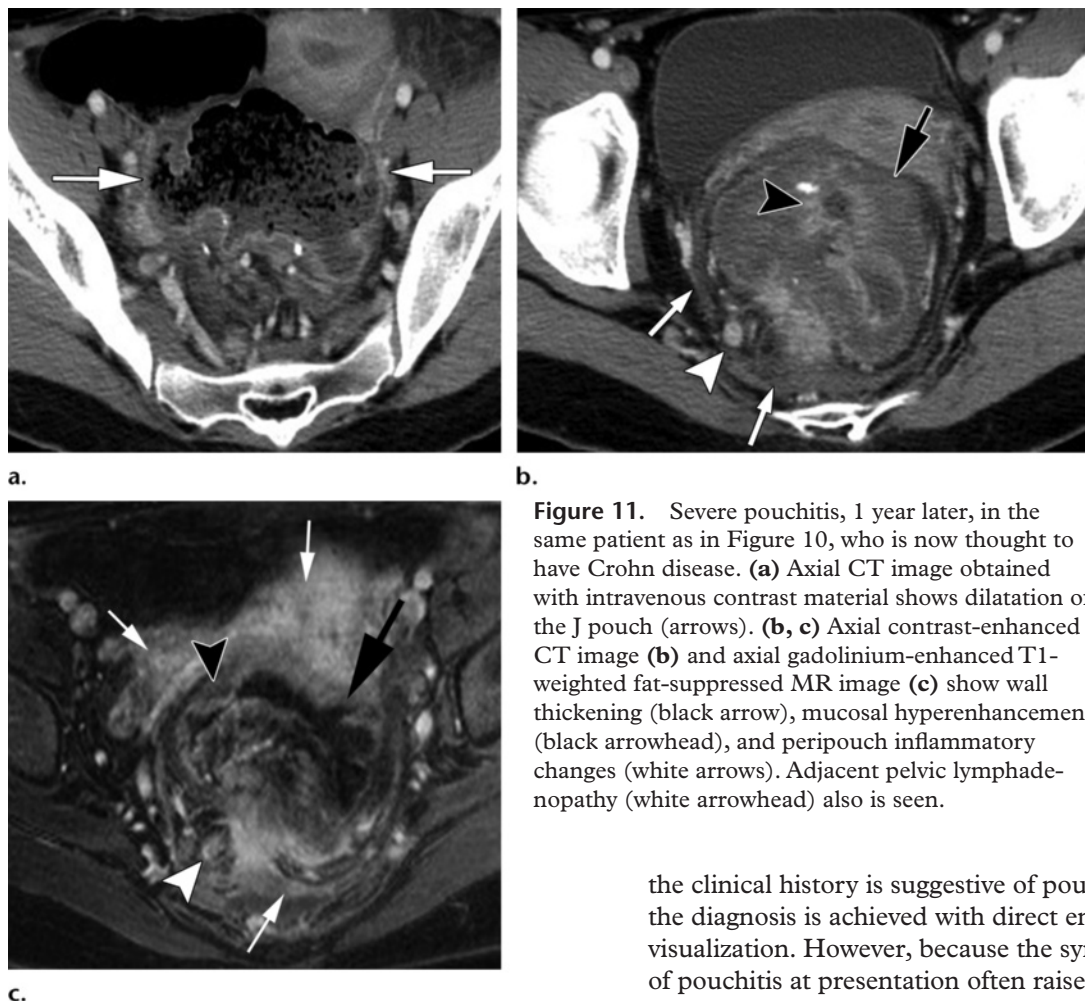 a.
b.
Figure 11. Severe pouchitis, 1 year later, in the
same patient as in Figure 10, who is now thought to
have Crohn disease. (a) Axial CT image obtained
with intravenous contrast material shows dilatation of
the J pouch (arrows). (b, c) Axial contrast-enhanced
CT image (b) and axial gadolinium-enhanced T1-
weighted fat-suppressed MR image (c) show wall
thickening (black arrow), mucosal hyperenhancemen
(black arrowhead), and peripouch inflammatory
changes (white arrows). Adjacent pelvic lymphade-
nopathy (white arrowhead) also is seen.
c.
the clinical history is suggestive of pou
the diagnosis is achieved with direct en
visualization. However, because the sy
of pouchitis at presentation often raise